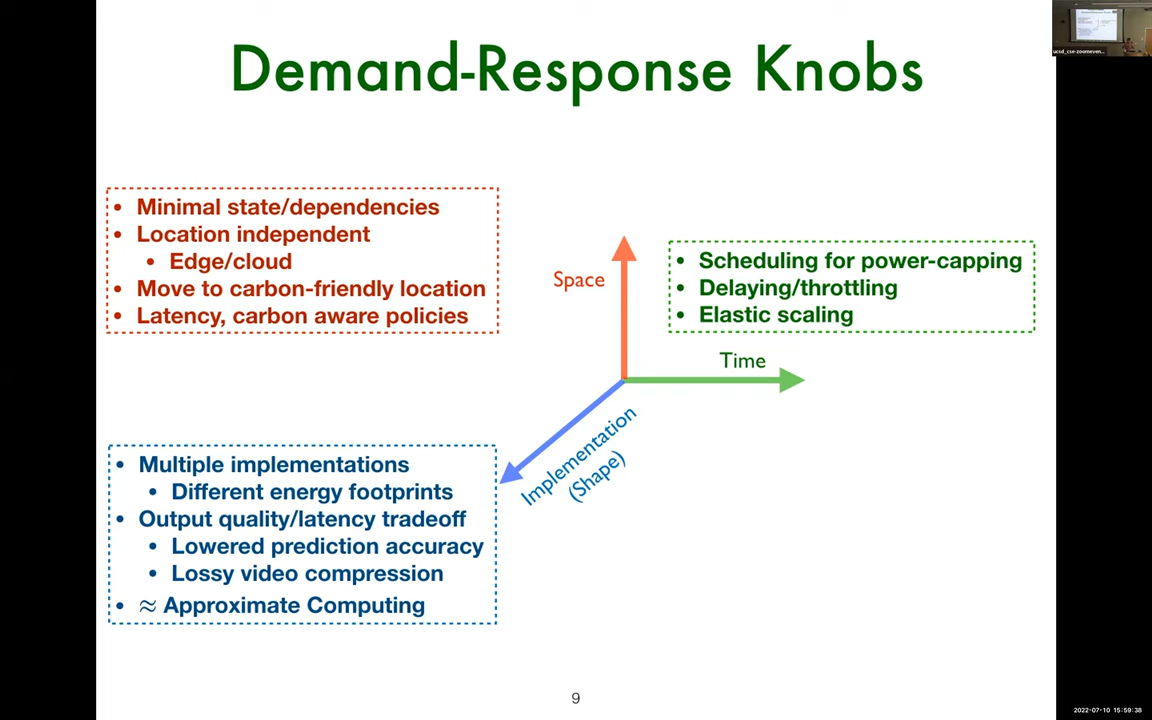 Demand-Response Knobs
ucsd_cse-zoomeven...
• Minimal state/dependencies
• Location independent
• Edge/cloud
• Move to carbon-friendly location
• Latency, carbon aware policies
Space
• Scheduling for power-capping
• Delaying/throttling
• Elastic scaling
Time
Implementation
(Shape)
• Multiple implementations
• Different energy footprints
• Output quality/latency tradeoff
• Lowered prediction accuracy
• Lossy video compression
• ≈ Approximate Computing
9
2022-07-10 15:59:38